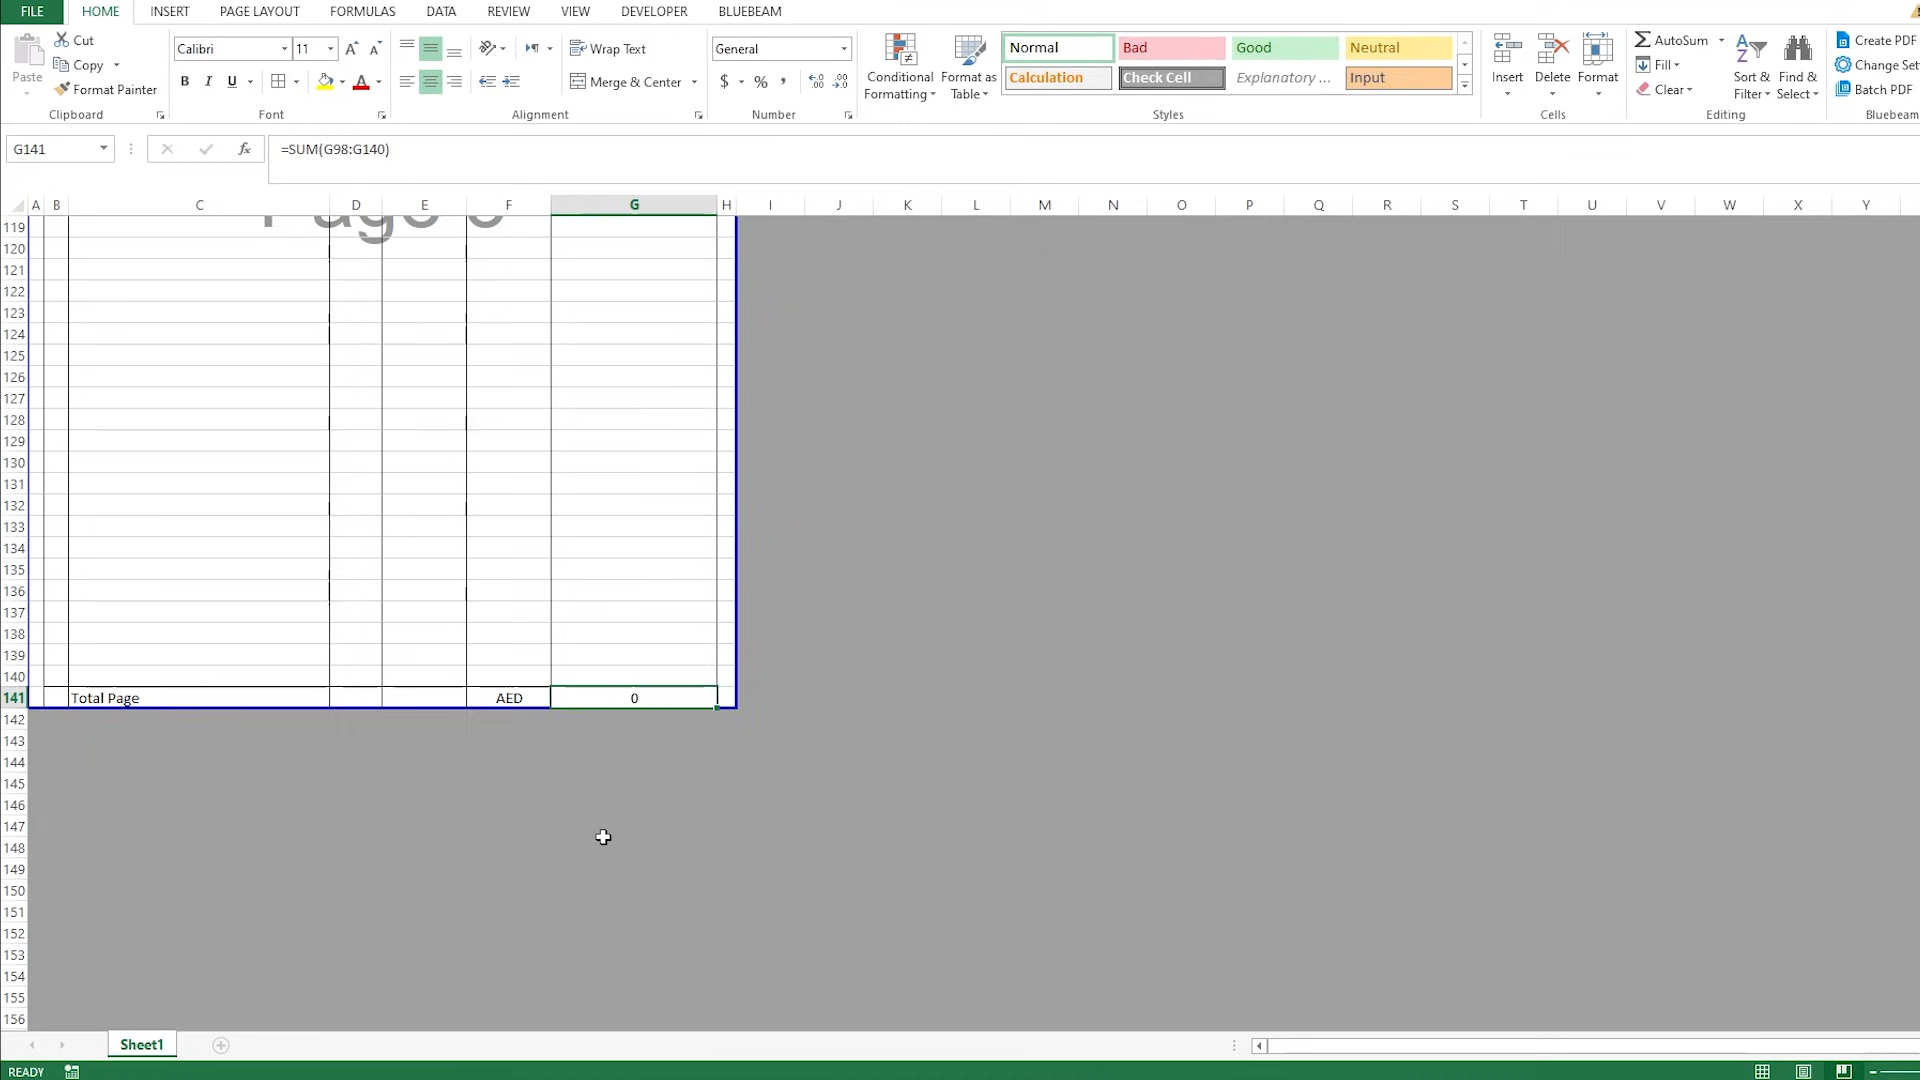 FILE HOME INSERT PAGE LAYOUT FORMULAS DATA REVIEW VIEW DEVELOPER BLUEBEAM
Paste
Cut
Copy
Format Painter
Clipboard
Calibri 11
B I U
Font
Wrap Text
Merge & Center
Alignment
General
$ % ,
Number
Conditional Formatting
Format as Table
Normal Bad Good Neutral
Calculation Check Cell Explanatory ... Input
Styles
Insert Delete Format
Cells
AutoSum
Fill
Clear
Sort & Filter
Find & Select
Editing
Create PDF
Change Set
Batch PDF
Bluebeam
G141 fx =SUM(G98:G140)
A B C D E F G H I J K L M N O P Q R S T U V W X Y
119
120
121
122
123
124
125
126
127
128
129
130
131
132
133
134
135
136
137
138
139
140
141 Total Page AED 0
142
143
144
145
146
147
148
149
150
151
152
153
154
155
156
Sheet1
READY